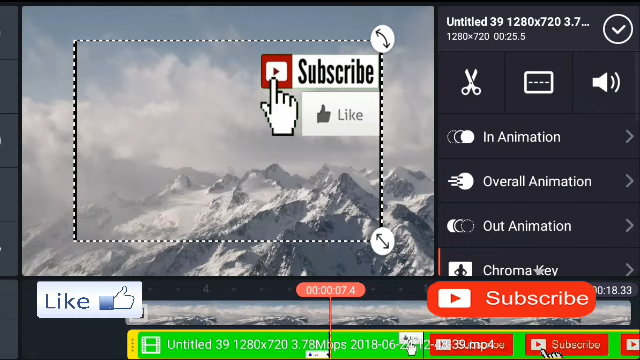 Untitled 39 1280x720 3.7...
1280×720 00:25.5
Subscribe
Like
In Animation
Overall Animation
Out Animation
Chroma Key
00:00:07.4
4
00:18.33
Like
Subscribe
Untitled 39 1280x720 3.78Mbps 2018-06-2
39.mp4
Subscribe